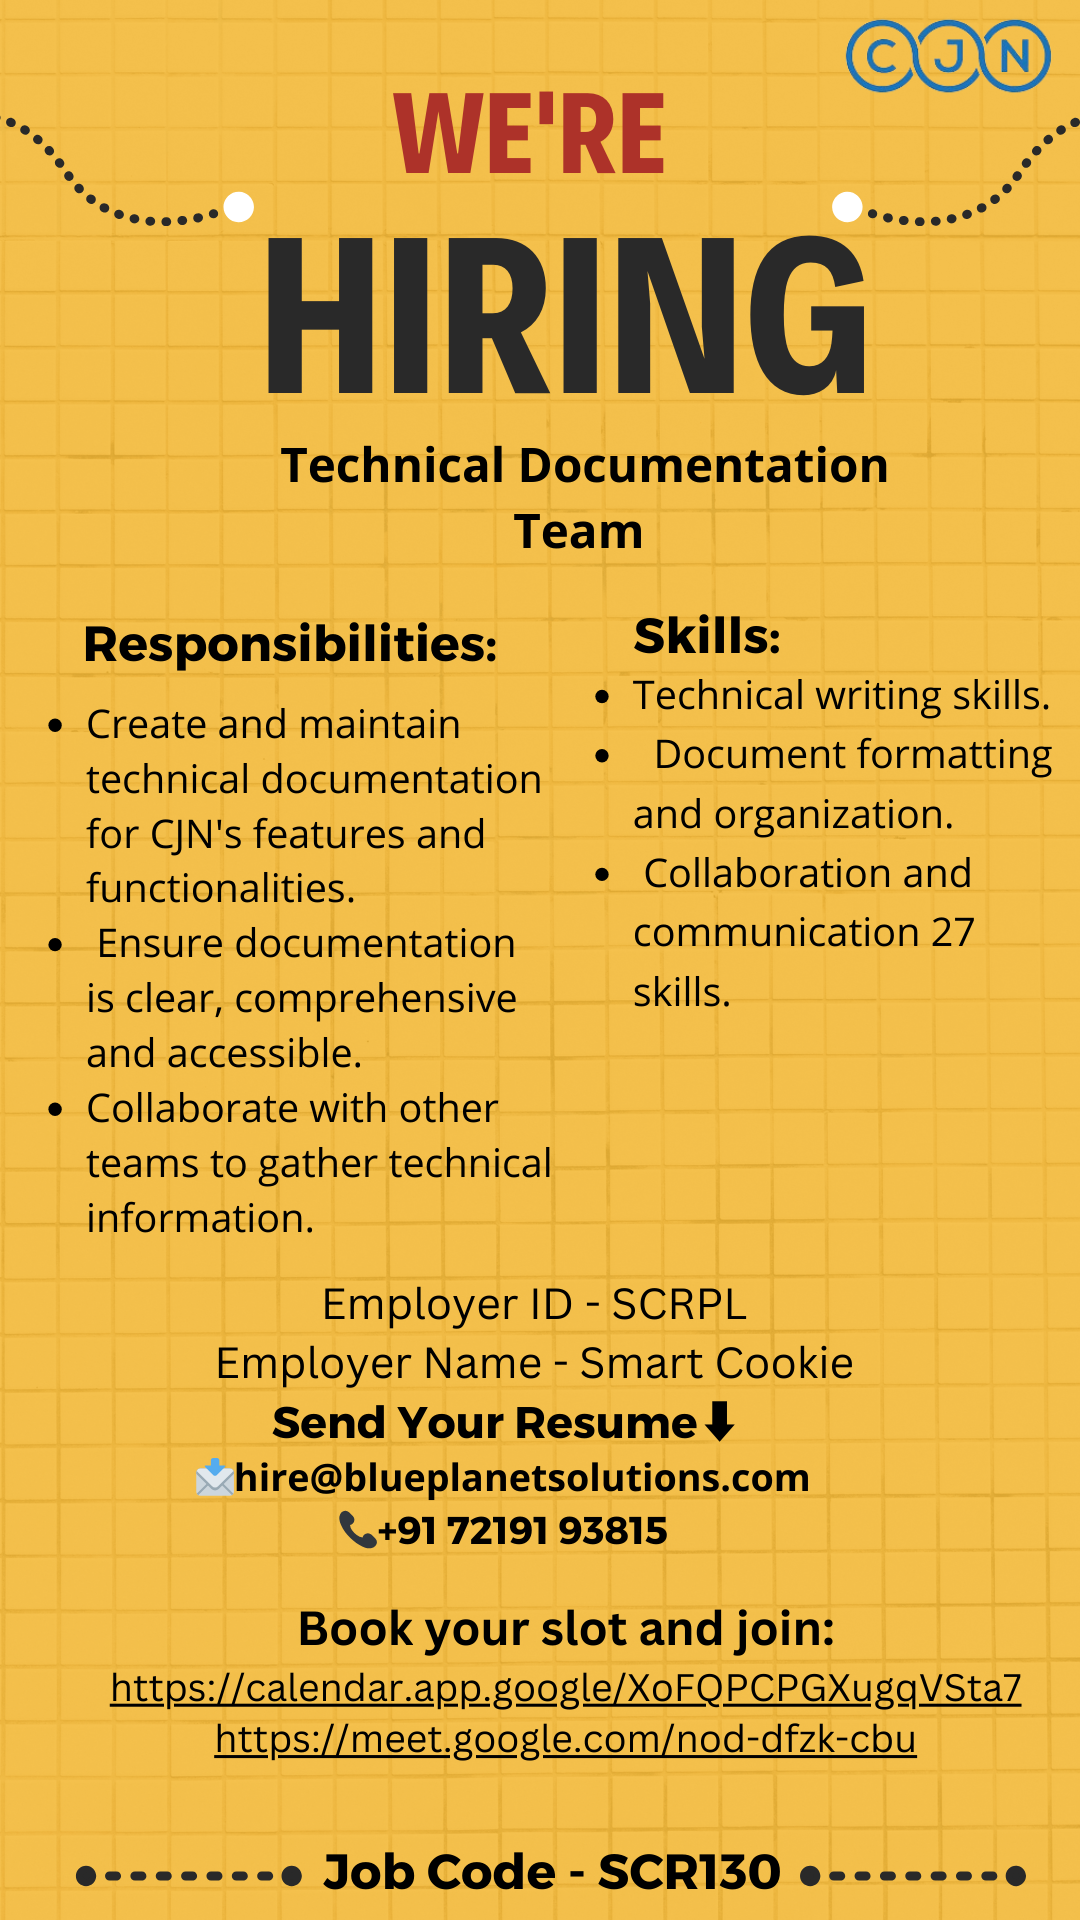 CJN
WE'RE
HIRING
Technical Documentation
Team
Responsibilities:
• Create and maintain
technical documentation
for CJN's features and
functionalities.
• Ensure documentation
is clear, comprehensive
and accessible.
• Collaborate with other
teams to gather technical
information.
Skills:
• Technical writing skills.
• Document formatting
and organization.
• Collaboration and
communication 27
skills.
Employer ID - SCRPL
Employer Name - Smart Cookie
Send Your Resume⬇
📩hire@blueplanetsolutions.com
📞+91 72191 93815
Book your slot and join:
https://calendar.app.google/XoFQPCPGXugqVSta7
https://meet.google.com/nod-dfzk-cbu
Job Code - SCR130